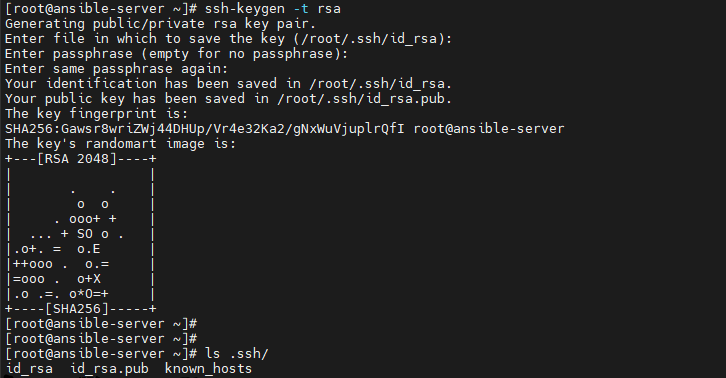 [root@ansible-server ~]# ssh-keygen -t rsa
Generating public/private rsa key pair.
Enter file in which to save the key (/root/.ssh/id_rsa):
Enter passphrase (empty for no passphrase):
Enter same passphrase again:
Your identification has been saved in /root/.ssh/id_rsa.
Your public key has been saved in /root/.ssh/id_rsa.pub.
The key fingerprint is:
SHA256:Gawsr8wriZWj44DHUp/Vr4e32Ka2/gNxWuVjuplrQfI root@ansible-server
The key's randomart image is:
+---[RSA 2048]----+
|                 |
|       .    .    |
|        o  o     |
|     . ooo+ +    |
|  ... + SO o .   |
|.o+. =  o.E      |
|++ooo .  o.=     |
|=ooo .  o+X      |
|.o .=. o*O=+     |
+----[SHA256]-----+
[root@ansible-server ~]#
[root@ansible-server ~]#
[root@ansible-server ~]# ls .ssh/
id_rsa  id_rsa.pub  known_hosts